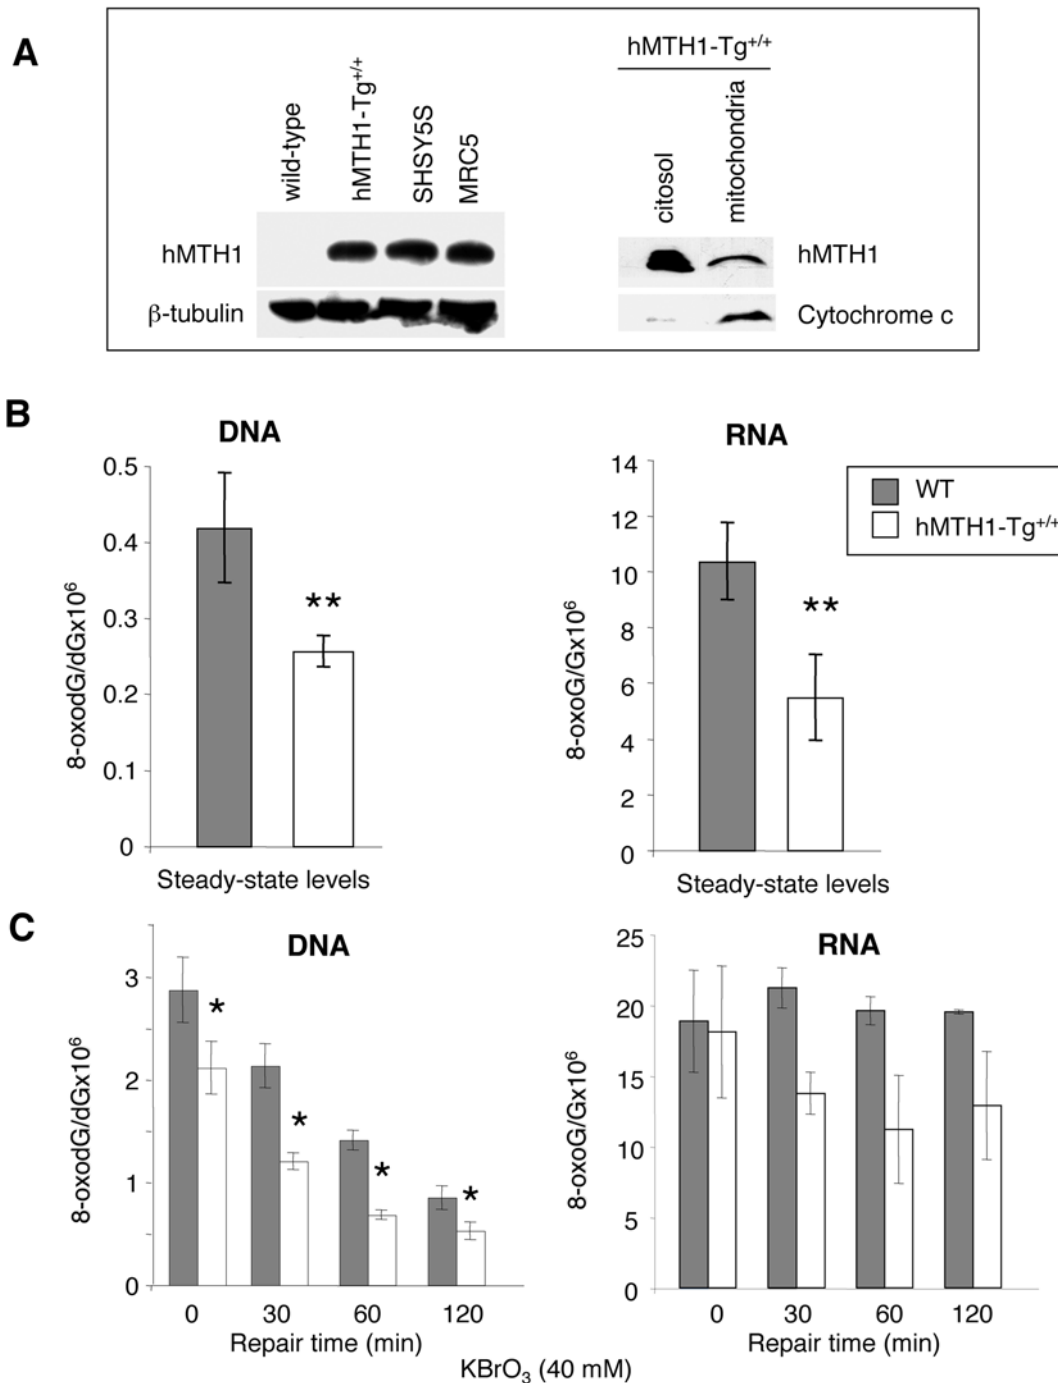 A
wild-type
hMTH1-Tg+/+
SHSY5S
MRC5
hMTH1-Tg+/+
citosol
mitochondria
hMTH1
hMTH1
β-tubulin
Cytochrome c
B
DNA
8-oxodG/dGx10⁶
0.5
0.4
0.3
0.2
0.1
0
**
Steady-state levels
RNA
8-oxoG/Gx10⁶
14
12
10
8
6
4
2
0
**
Steady-state levels
WT
hMTH1-Tg+/+
C
DNA
8-oxodG/dGx10⁶
3
2
1
0
*
*
*
*
0 30 60 120
Repair time (min)
RNA
8-oxoG/Gx10⁶
25
20
15
10
5
0
0 30 60 120
Repair time (min)
KBrO₃ (40 mM)